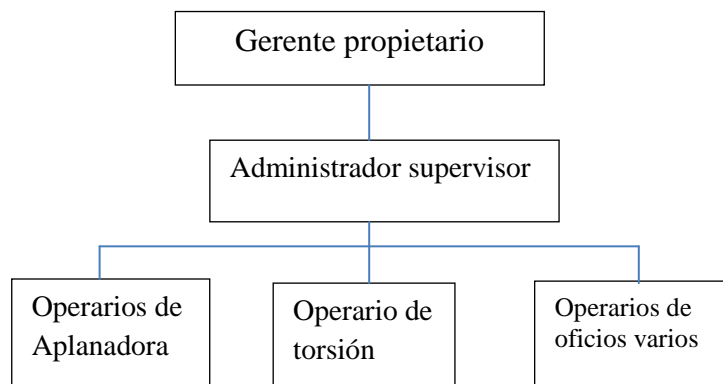 Gerente propietario
Administrador supervisor
Operarios de
Aplanadora
Operario de
torsión
Operarios de
oficios varios